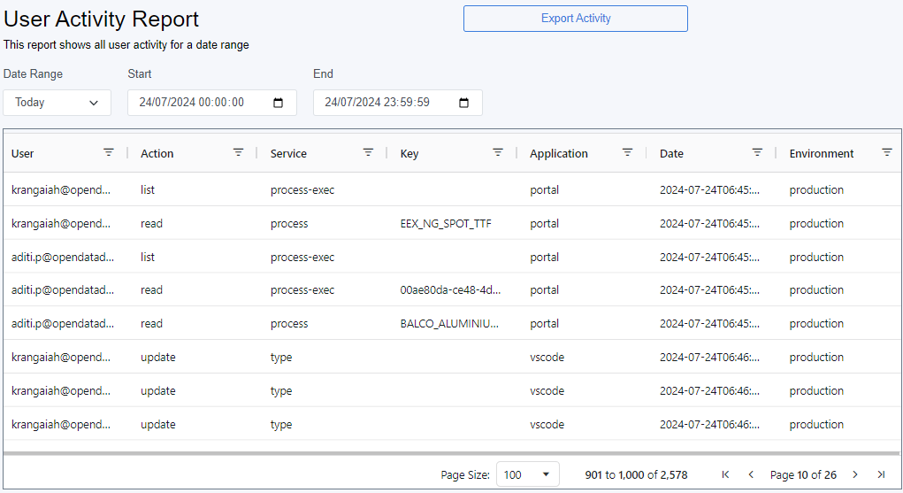 User Activity Report
Export Activity
This report shows all user activity for a date range
Date Range Start End
Today 24/07/2024 00:00:00 24/07/2024 23:59:59
User Action Service Key Application Date Environment
krangaiah@opend... list process-exec portal 2024-07-24T06:45:... production
krangaiah@opend... read process EEX_NG_SPOT_TTF portal 2024-07-24T06:45:... production
aditi.p@opendatad... list process-exec portal 2024-07-24T06:45:... production
aditi.p@opendatad... read process-exec 00ae80da-ce48-4d... portal 2024-07-24T06:45:... production
aditi.p@opendatad... read process BALCO_ALUMINIU... portal 2024-07-24T06:45:... production
krangaiah@opend... update type vscode 2024-07-24T06:46:... production
krangaiah@opend... update type vscode 2024-07-24T06:46:... production
krangaiah@opend... update type vscode 2024-07-24T06:46:... production
Page Size: 100 901 to 1,000 of 2,578 Page 10 of 26